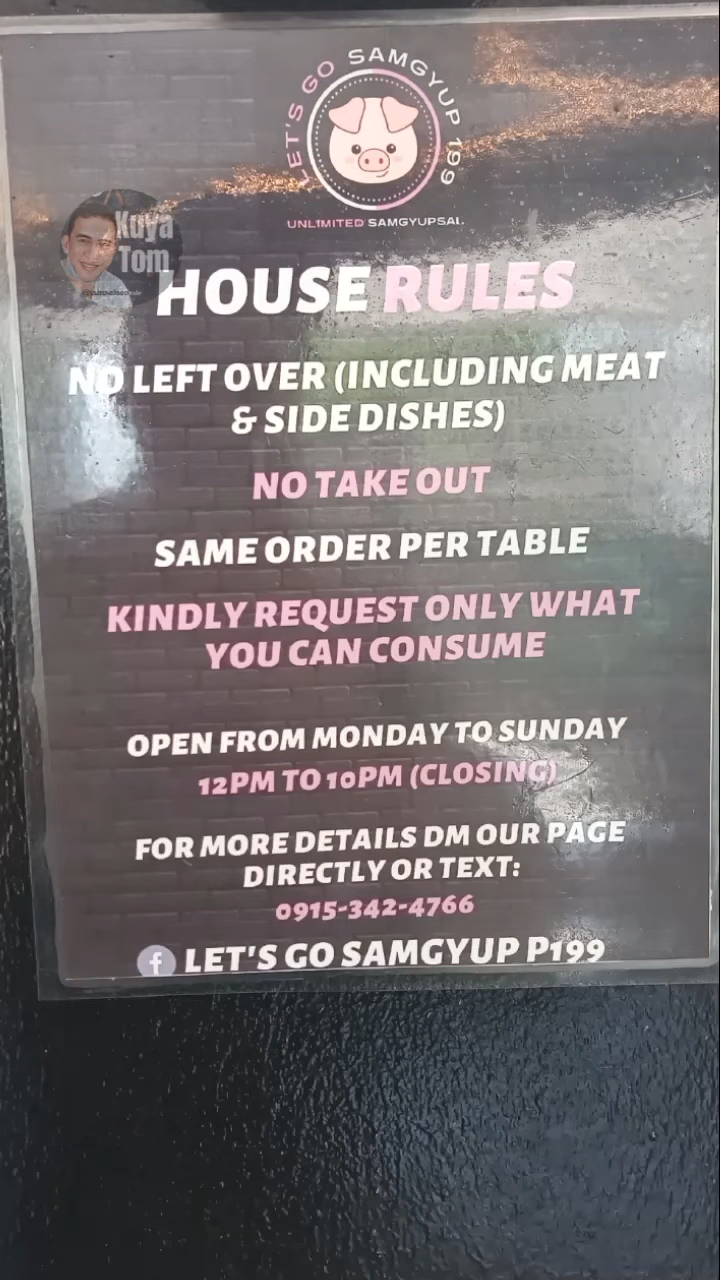 LET'S GO SAMGYUP 199
UNLIMITED SAMGYUPSAL
Kuya
Tom
HOUSE RULES
NO LEFT OVER (INCLUDING MEAT
& SIDE DISHES)
NO TAKE OUT
SAME ORDER PER TABLE
KINDLY REQUEST ONLY WHAT
YOU CAN CONSUME
OPEN FROM MONDAY TO SUNDAY
12PM TO 10PM (CLOSING)
FOR MORE DETAILS DM OUR PAGE
DIRECTLY OR TEXT:
0915-342-4766
f LET'S GO SAMGYUP P199